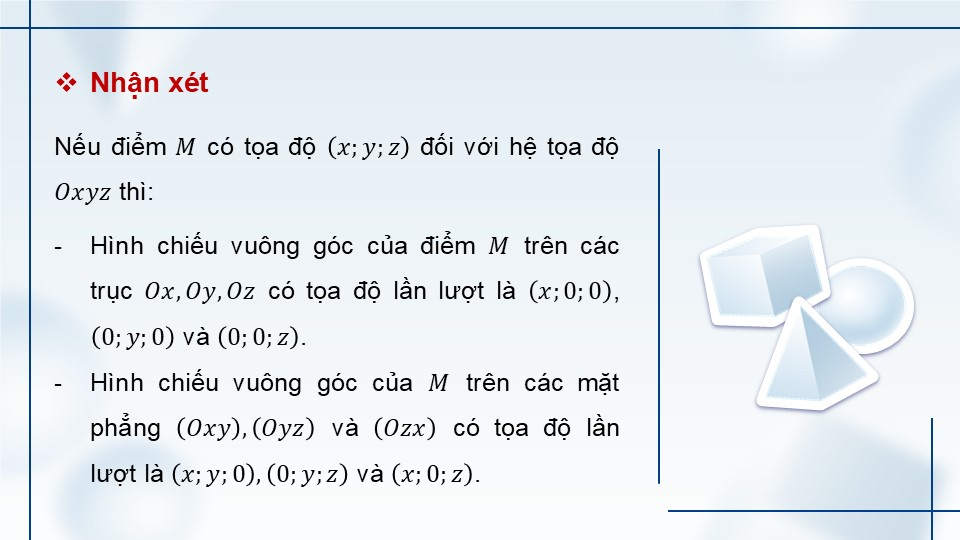 ❖ Nhận xét
Nếu điểm 𝑀 có tọa độ (𝑥; 𝑦; 𝑧) đối với hệ tọa độ
𝑂𝑥𝑦𝑧 thì:
- Hình chiếu vuông góc của điểm 𝑀 trên các
trục 𝑂𝑥, 𝑂𝑦, 𝑂𝑧 có tọa độ lần lượt là (𝑥; 0; 0),
(0; 𝑦; 0) và (0; 0; 𝑧).
- Hình chiếu vuông góc của 𝑀 trên các mặt
phẳng (𝑂𝑥𝑦), (𝑂𝑦𝑧) và (𝑂𝑧𝑥) có tọa độ lần
lượt là (𝑥; 𝑦; 0), (0; 𝑦; 𝑧) và (𝑥; 0; 𝑧).